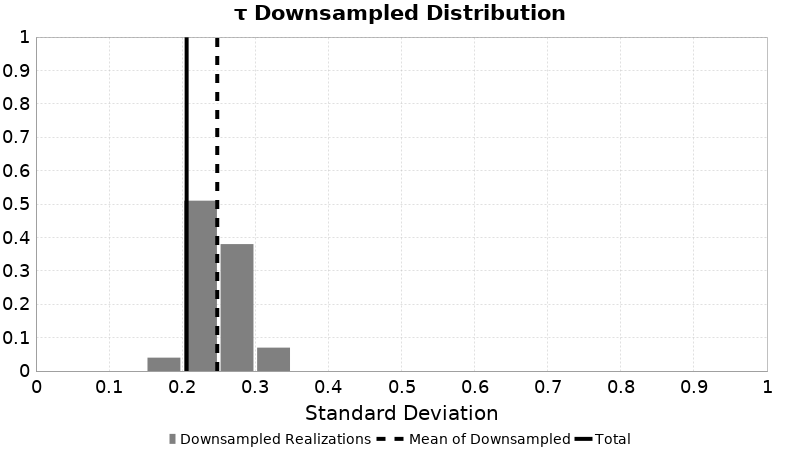 τ Downsampled Distribution
1
0.9
0.8
0.7
0.6
0.5
0.4
0.3
0.2
0.1
0
0 0.1 0.2 0.3 0.4 0.5 0.6 0.7 0.8 0.9 1
Standard Deviation
Downsampled Realizations Mean of Downsampled Total